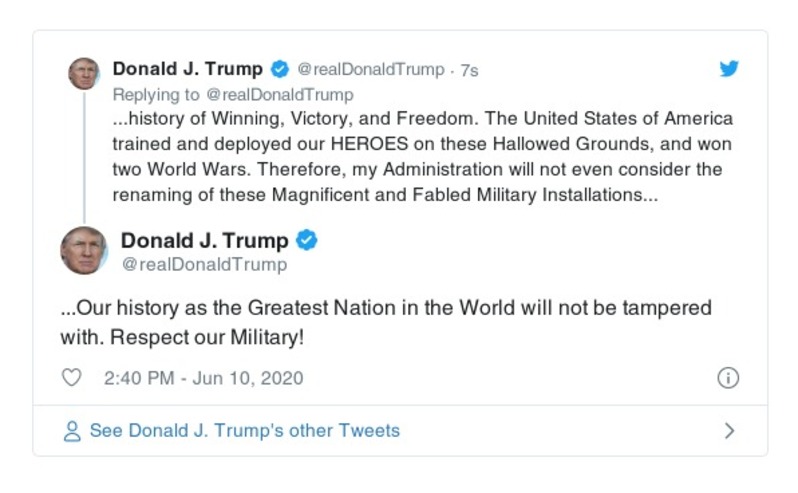 Donald J. Trump @realDonaldTrump · 7s
Replying to @realDonaldTrump
...history of Winning, Victory, and Freedom. The United States of America
trained and deployed our HEROES on these Hallowed Grounds, and won
two World Wars. Therefore, my Administration will not even consider the
renaming of these Magnificent and Fabled Military Installations...
Donald J. Trump
@realDonaldTrump
...Our history as the Greatest Nation in the World will not be tampered
with. Respect our Military!
2:40 PM - Jun 10, 2020
See Donald J. Trump's other Tweets